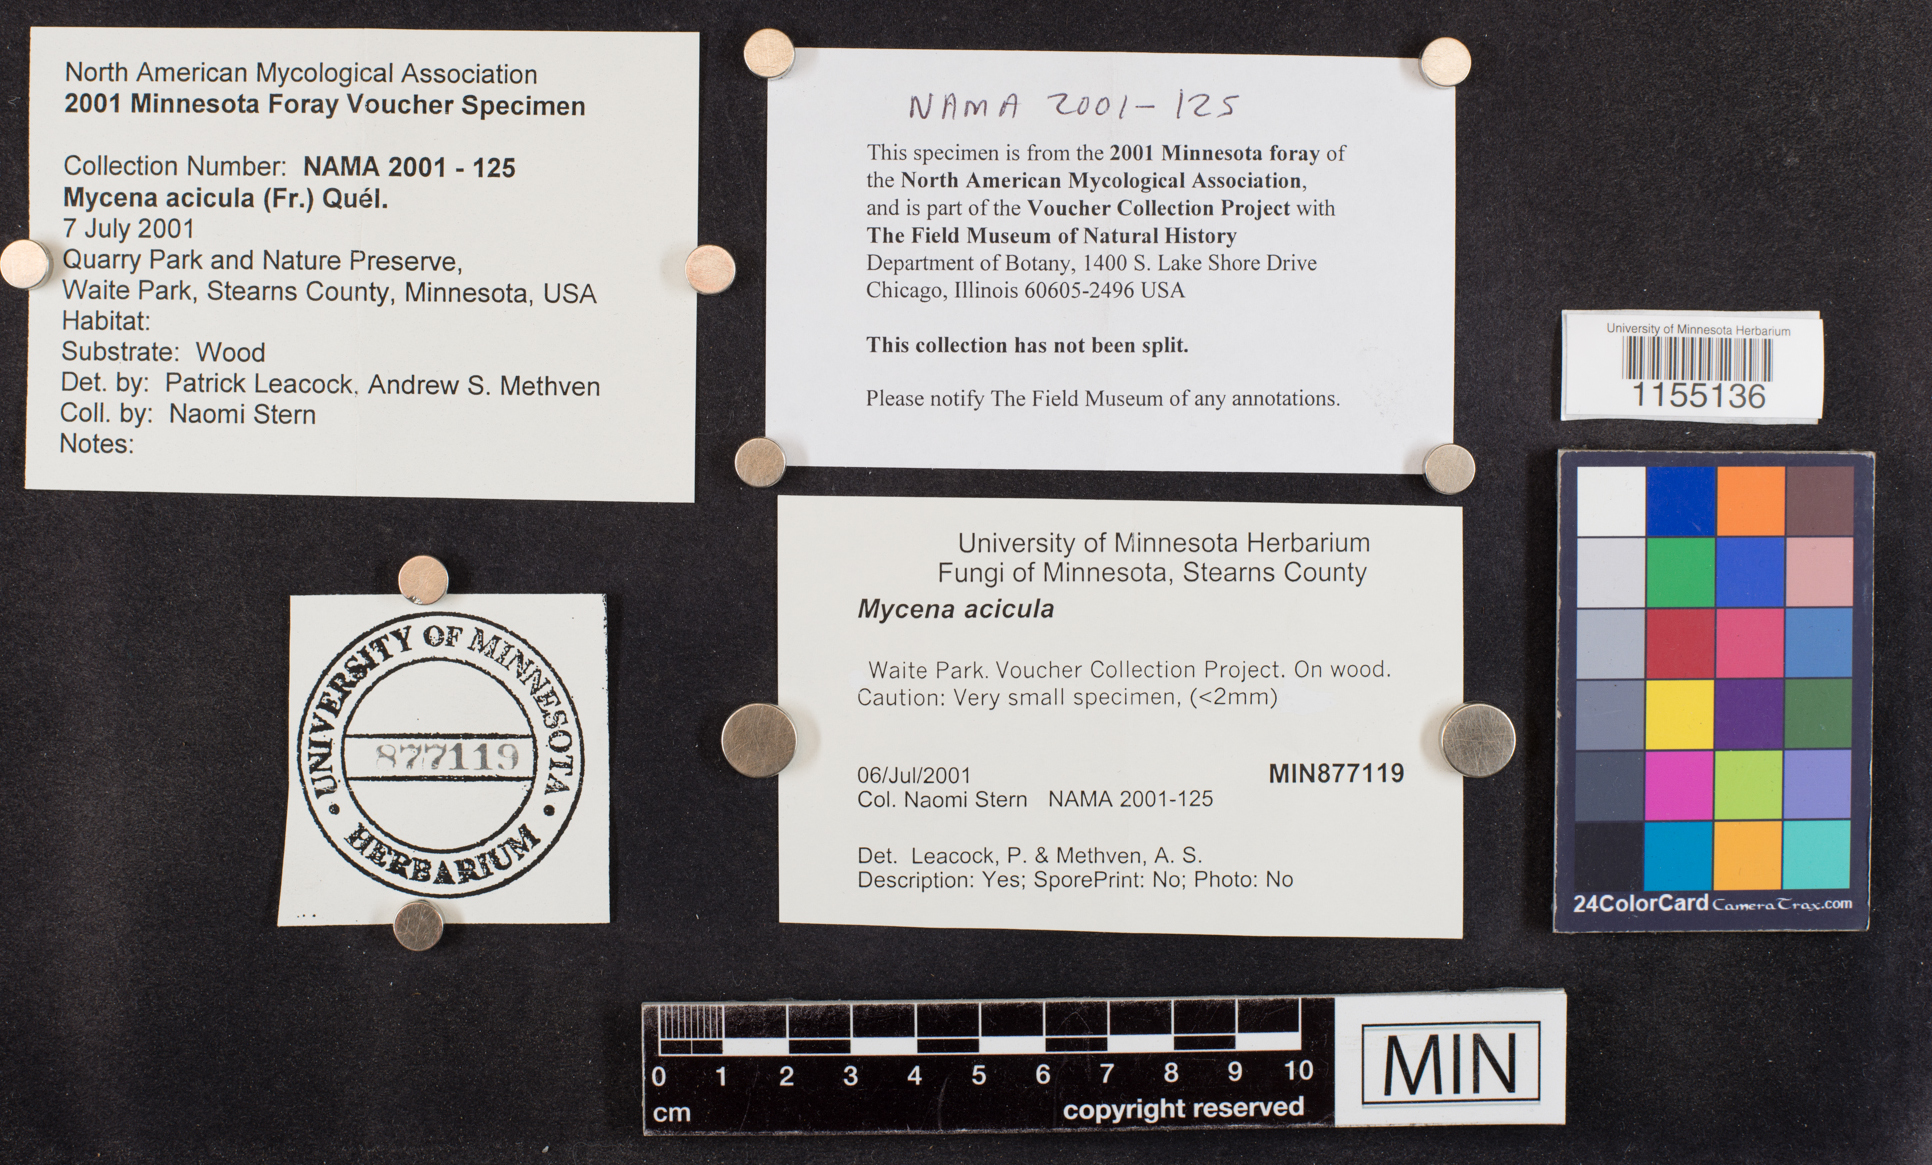 North American Mycological Association
2001 Minnesota Foray Voucher Specimen
Collection Number: NAMA 2001 - 125
Mycena acicula (Fr.) Quél.
7 July 2001
Quarry Park and Nature Preserve,
Waite Park, Stearns County, Minnesota, USA
Habitat:
Substrate: Wood
Det. by: Patrick Leacock, Andrew S. Methven
Coll. by: Naomi Stern
Notes:
NAMA 2001-125
This specimen is from the 2001 Minnesota foray of
the North American Mycological Association,
and is part of the Voucher Collection Project with
The Field Museum of Natural History
Department of Botany, 1400 S. Lake Shore Drive
Chicago, Illinois 60605-2496 USA
This collection has not been split.
Please notify The Field Museum of any annotations.
University of Minnesota Herbarium
1155136
UNIVERSITY OF MINNESOTA
877119
HERBARIUM
University of Minnesota Herbarium
Fungi of Minnesota, Stearns County
Mycena acicula
Waite Park. Voucher Collection Project. On wood.
Caution: Very small specimen, (<2mm)
06/Jul/2001 MIN877119
Col. Naomi Stern NAMA 2001-125
Det. Leacock, P. & Methven, A. S.
Description: Yes; SporePrint: No; Photo: No
24ColorCard CameraTrax.com
0 1 2 3 4 5 6 7 8 9 10
cm copyright reserved
MIN